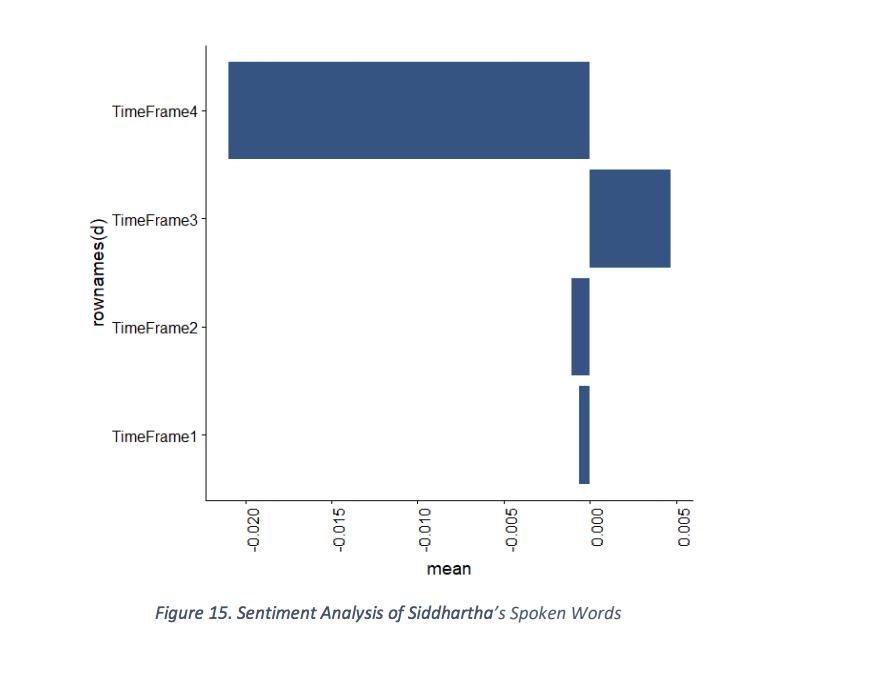 TimeFrame4
TimeFrame3
TimeFrame2
TimeFrame1
rownames(d)
-0.020
-0.015
-0.010
-0.005
0.000
0.005
mean
Figure 15. Sentiment Analysis of Siddhartha’s Spoken Words